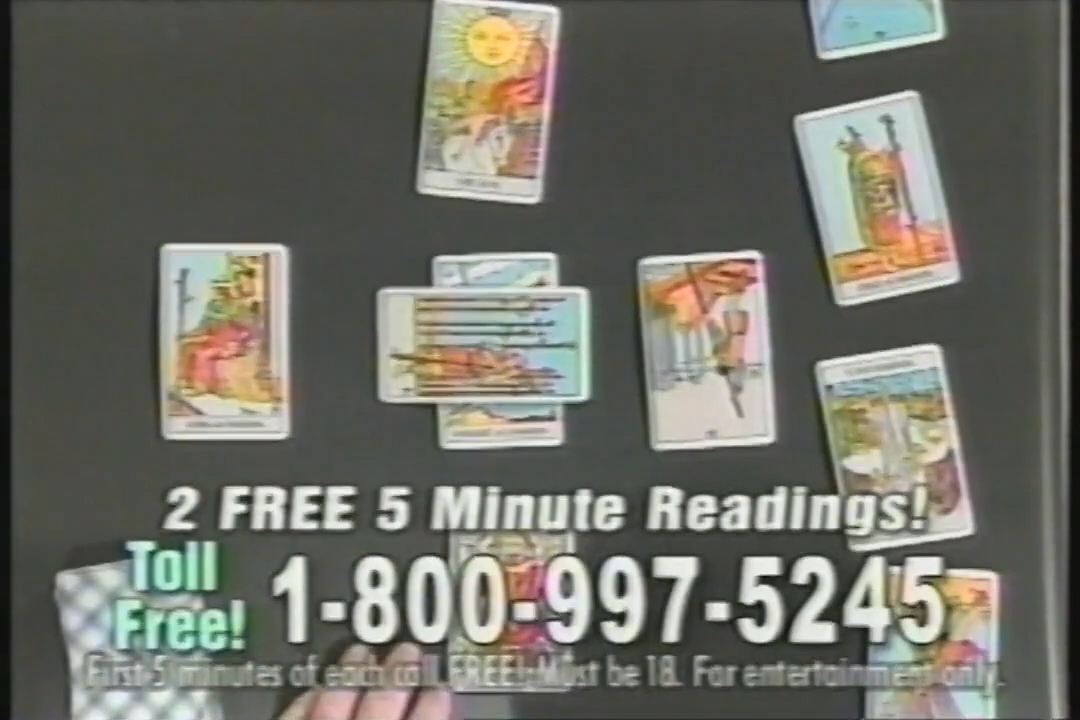 2 FREE 5 Minute Readings!
Toll Free!
1-800-997-5245
First 5 minutes of each call FREE! Must be 18. For entertainment only.